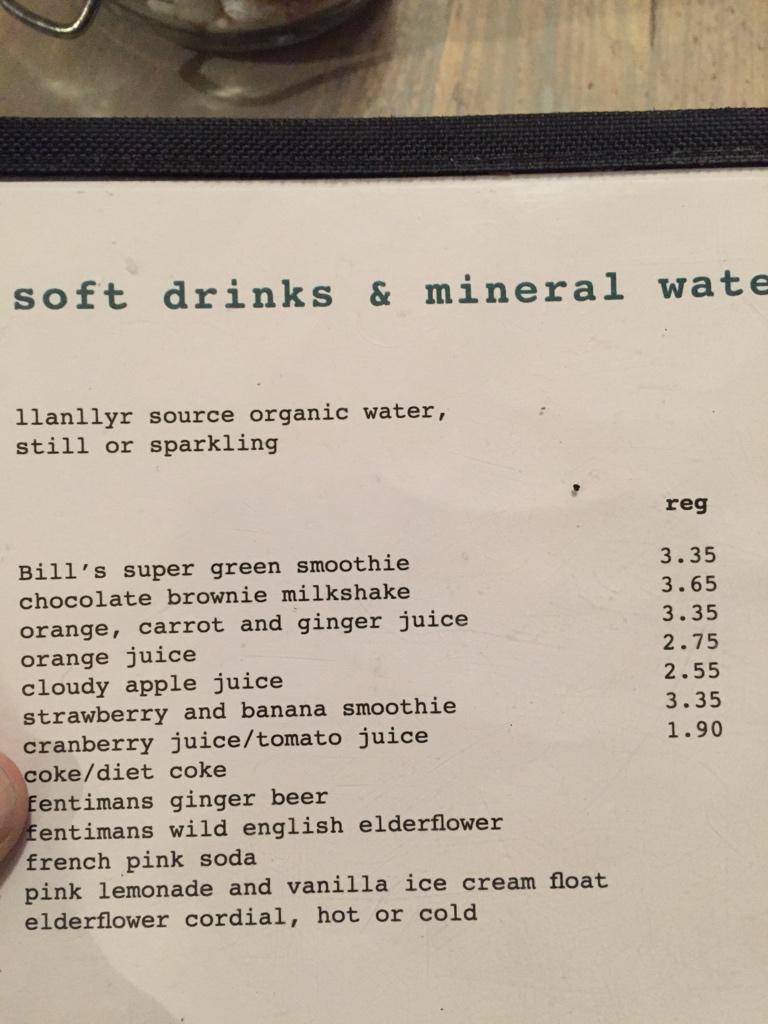 soft drinks & mineral wate
llanllyr source organic water,
still or sparkling
reg
Bill's super green smoothie 3.35
chocolate brownie milkshake 3.65
orange, carrot and ginger juice 3.35
orange juice 2.75
cloudy apple juice 2.55
strawberry and banana smoothie 3.35
cranberry juice/tomato juice 1.90
coke/diet coke
fentimans ginger beer
fentimans wild english elderflower
french pink soda
pink lemonade and vanilla ice cream float
elderflower cordial, hot or cold